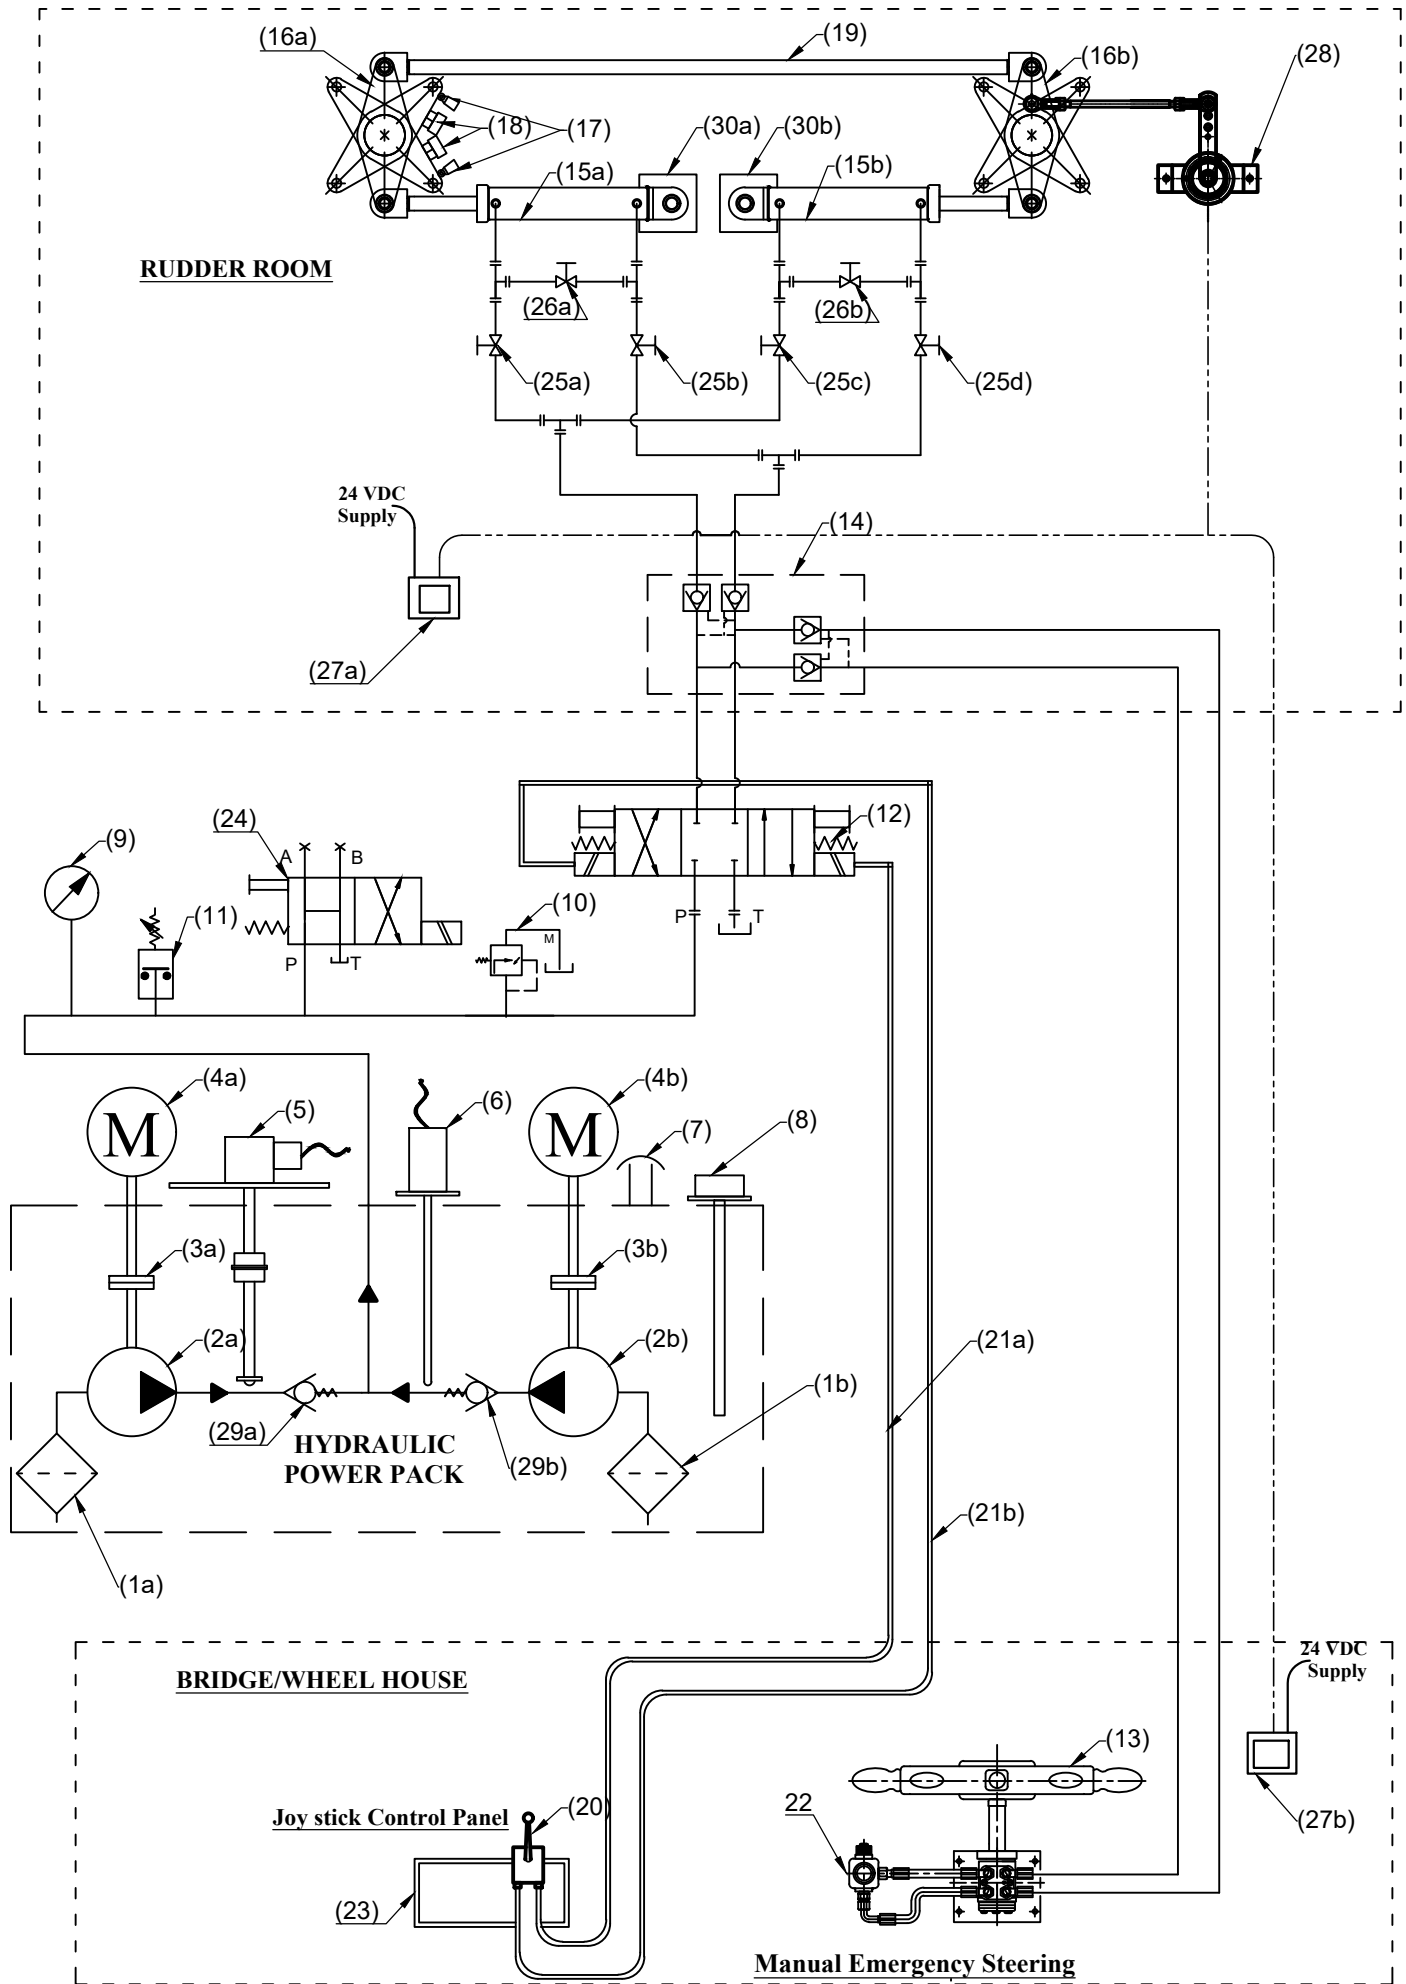 (16a)
(19)
(16b)
(28)
(18)
(17)
(30a)
(30b)
(15a)
(15b)
RUDDER ROOM
(26a)
(26b)
(25a)
(25b)
(25c)
(25d)
24 VDC
Supply
(14)
(27a)
(24)
(9)
A
B
(12)
(11)
(10)
M
P
T
P
T
(4a)
M
(5)
(6)
(4b)
M
(7)
(8)
(3a)
(3b)
(2a)
(2b)
(21a)
(1b)
(29a)
HYDRAULIC
POWER PACK
(29b)
(21b)
(1a)
BRIDGE/WHEEL HOUSE
24 VDC
Supply
(13)
Joy stick Control Panel
(20)
22
(27b)
(23)
Manual Emergency Steering